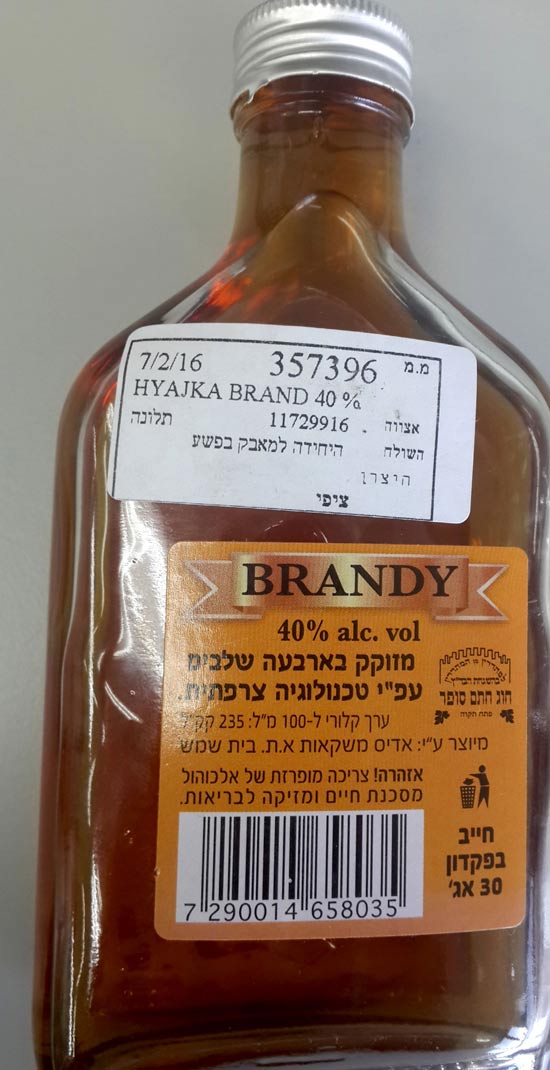 7/2/16 357396 מ.מ
HYAJKA BRAND 40 %
אצווה 11729916 תלונה
השולח היחידה למאבק בפשע
היצרן
ציפי
BRANDY
40% alc. vol
מזוקק בארבעה שלבים
עפ"י טכנולוגיה צרפתית.
חוג חתם סופר
פתח תקוה
ערך קלורי ל-100 מ"ל: 235 קק"ל
מיוצר ע״י: אדיס משקאות א.ת. בית שמש
אזהרה! צריכה מופרזת של אלכוהול
מסכנת חיים ומזיקה לבריאות.
חייב
בפקדון
30 אג'
7 290014 658035